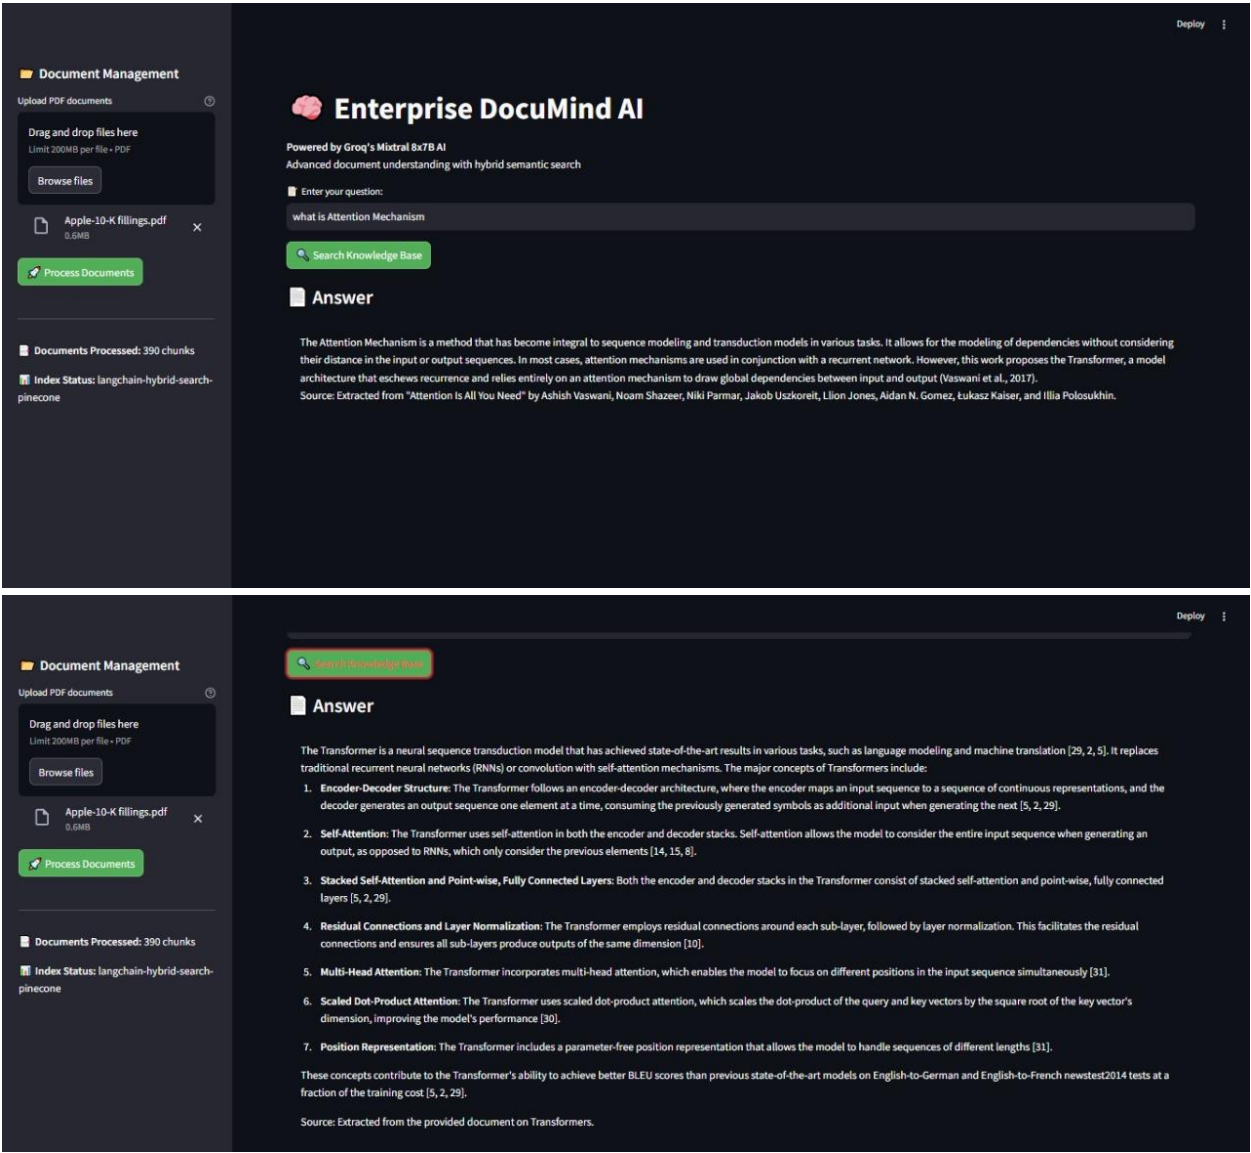 Deploy
Document Management
Upload PDF documents
Drag and drop files here
Limit 200MB per file • PDF
Browse files
Apple-10-K fillings.pdf
0.6MB
Process Documents
Documents Processed: 390 chunks
Index Status: langchain-hybrid-search-
pinecone
Enterprise DocuMind AI
Powered by Groq's Mixtral 8x7B AI
Advanced document understanding with hybrid semantic search
Enter your question:
what is Attention Mechanism
Search Knowledge Base
Answer
The Attention Mechanism is a method that has become integral to sequence modeling and transduction models in various tasks. It allows for the modeling of dependencies without considering
their distance in the input or output sequences. In most cases, attention mechanisms are used in conjunction with a recurrent network. However, this work proposes the Transformer, a model
architecture that eschews recurrence and relies entirely on an attention mechanism to draw global dependencies between input and output (Vaswani et al., 2017).
Source: Extracted from "Attention Is All You Need" by Ashish Vaswani, Noam Shazeer, Niki Parmar, Jakob Uszkoreit, Llion Jones, Aidan N. Gomez, Łukasz Kaiser, and Illia Polosukhin.
Deploy
Document Management
Upload PDF documents
Drag and drop files here
Limit 200MB per file • PDF
Browse files
Apple-10-K fillings.pdf
0.6MB
Process Documents
Documents Processed: 390 chunks
Index Status: langchain-hybrid-search-
pinecone
Search Knowledge Base
Answer
The Transformer is a neural sequence transduction model that has achieved state-of-the-art results in various tasks, such as language modeling and machine translation [29, 2, 5]. It replaces
traditional recurrent neural networks (RNNs) or convolution with self-attention mechanisms. The major concepts of Transformers include:
1. Encoder-Decoder Structure: The Transformer follows an encoder-decoder architecture, where the encoder maps an input sequence to a sequence of continuous representations, and the
decoder generates an output sequence one element at a time, consuming the previously generated symbols as additional input when generating the next [5, 2, 29].
2. Self-Attention: The Transformer uses self-attention in both the encoder and decoder stacks. Self-attention allows the model to consider the entire input sequence when generating an
output, as opposed to RNNs, which only consider the previous elements [14, 15, 8].
3. Stacked Self-Attention and Point-wise, Fully Connected Layers: Both the encoder and decoder stacks in the Transformer consist of stacked self-attention and point-wise, fully connected
layers [5, 2, 29].
4. Residual Connections and Layer Normalization: The Transformer employs residual connections around each sub-layer, followed by layer normalization. This facilitates the residual
connections and ensures all sub-layers produce outputs of the same dimension [10].
5. Multi-Head Attention: The Transformer incorporates multi-head attention, which enables the model to focus on different positions in the input sequence simultaneously [31].
6. Scaled Dot-Product Attention: The Transformer uses scaled dot-product attention, which scales the dot-product of the query and key vectors by the square root of the key vector's
dimension, improving the model's performance [30].
7. Position Representation: The Transformer includes a parameter-free position representation that allows the model to handle sequences of different lengths [31].
These concepts contribute to the Transformer's ability to achieve better BLEU scores than previous state-of-the-art models on English-to-German and English-to-French newstest2014 tests at a
fraction of the training cost [5, 2, 29].
Source: Extracted from the provided document on Transformers.